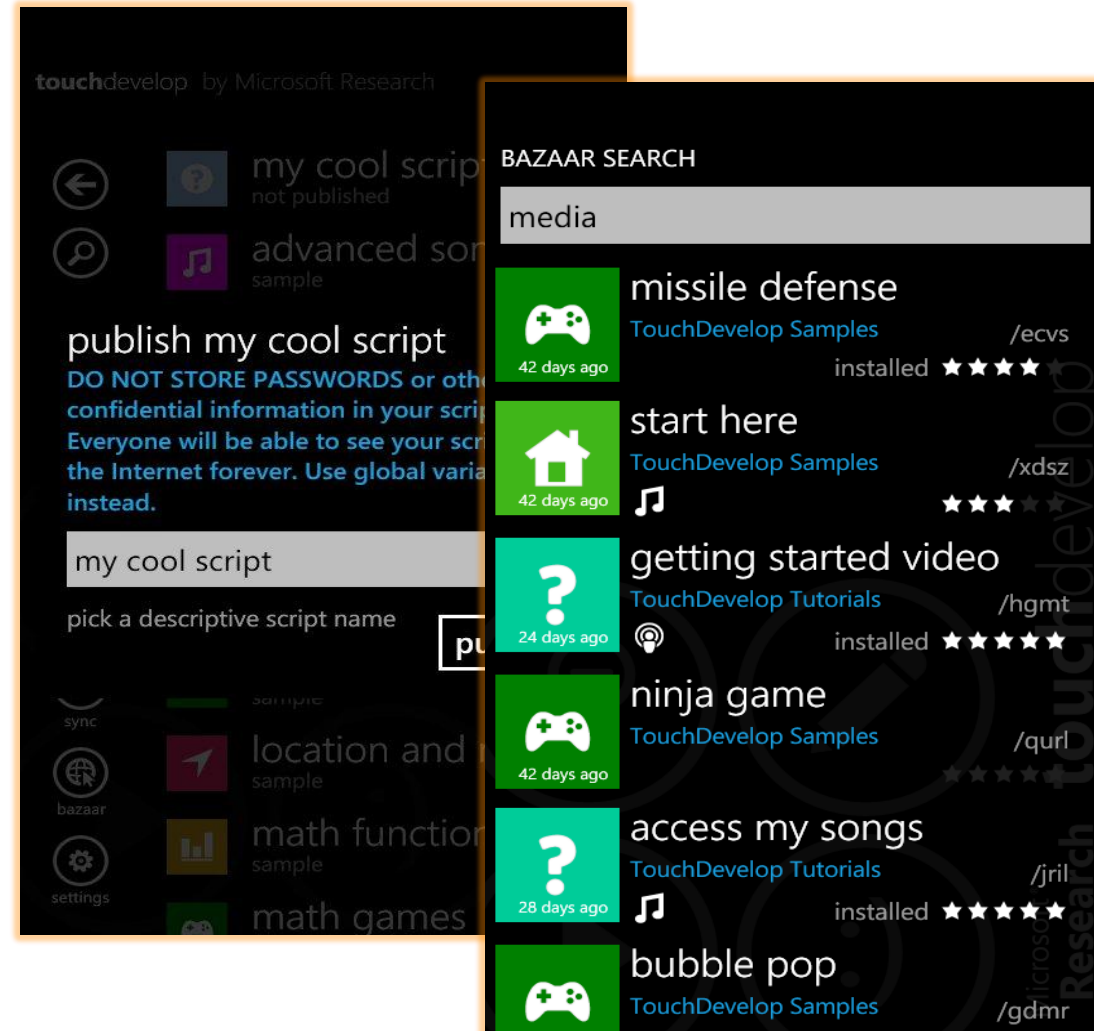 touchdevelop by Microsoft Research
my cool scrip
not published
advanced son
sample
publish my cool script
DO NOT STORE PASSWORDS or othe
confidential information in your scrip
Everyone will be able to see your scr
the Internet forever. Use global varia
instead.
my cool script
pick a descriptive script name
pu
sync
sample
location and
sample
bazaar
math function
sample
settings
math games
BAZAAR SEARCH
media
missile defense
TouchDevelop Samples
/ecvs
42 days ago
installed
start here
TouchDevelop Samples
/xdsz
42 days ago
getting started video
TouchDevelop Tutorials
/hgmt
24 days ago
installed
ninja game
TouchDevelop Samples
/qurl
42 days ago
access my songs
TouchDevelop Tutorials
/jril
28 days ago
installed
bubble pop
TouchDevelop Samples
/gdmr
touchdevelop
Microsoft
Research